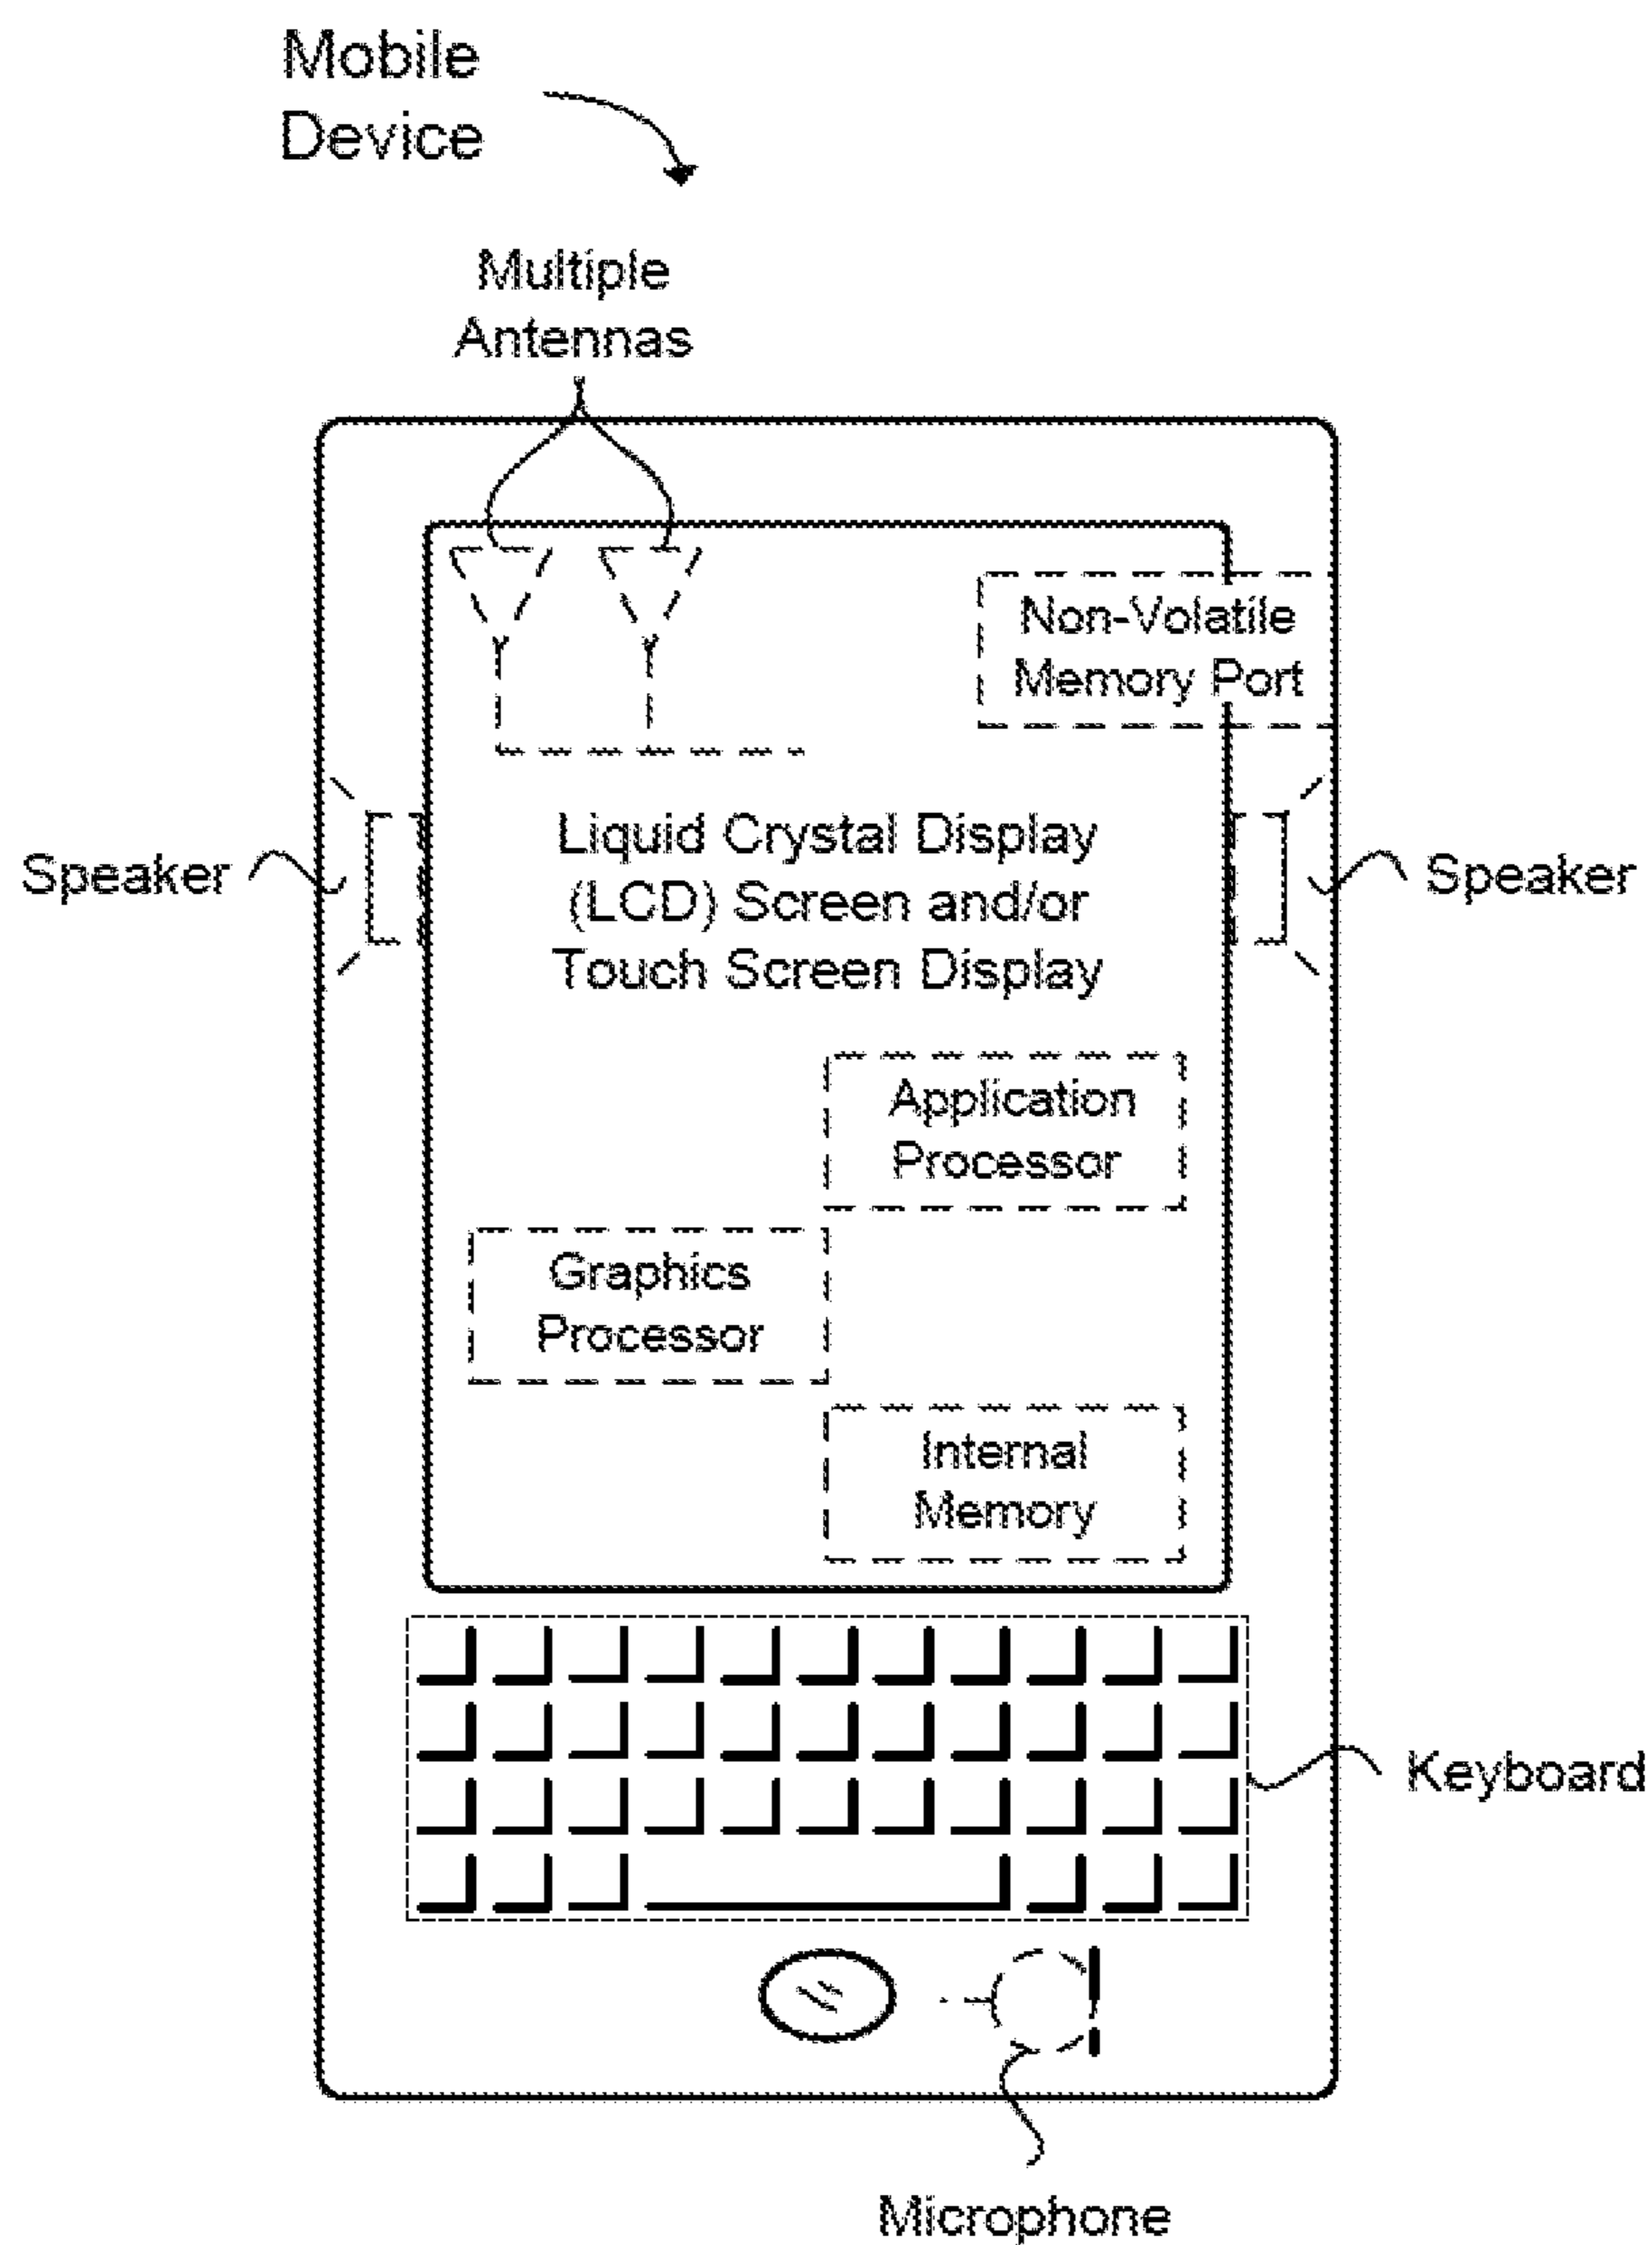 Mobile
Device
Multiple
Antennas
Non-Volatile
Memory Port
Speaker
Liquid Crystal Display
(LCD) Screen and/or
Touch Screen Display
Speaker
Application
Processor
Graphics
Processor
Internal
Memory
Keyboard
Microphone